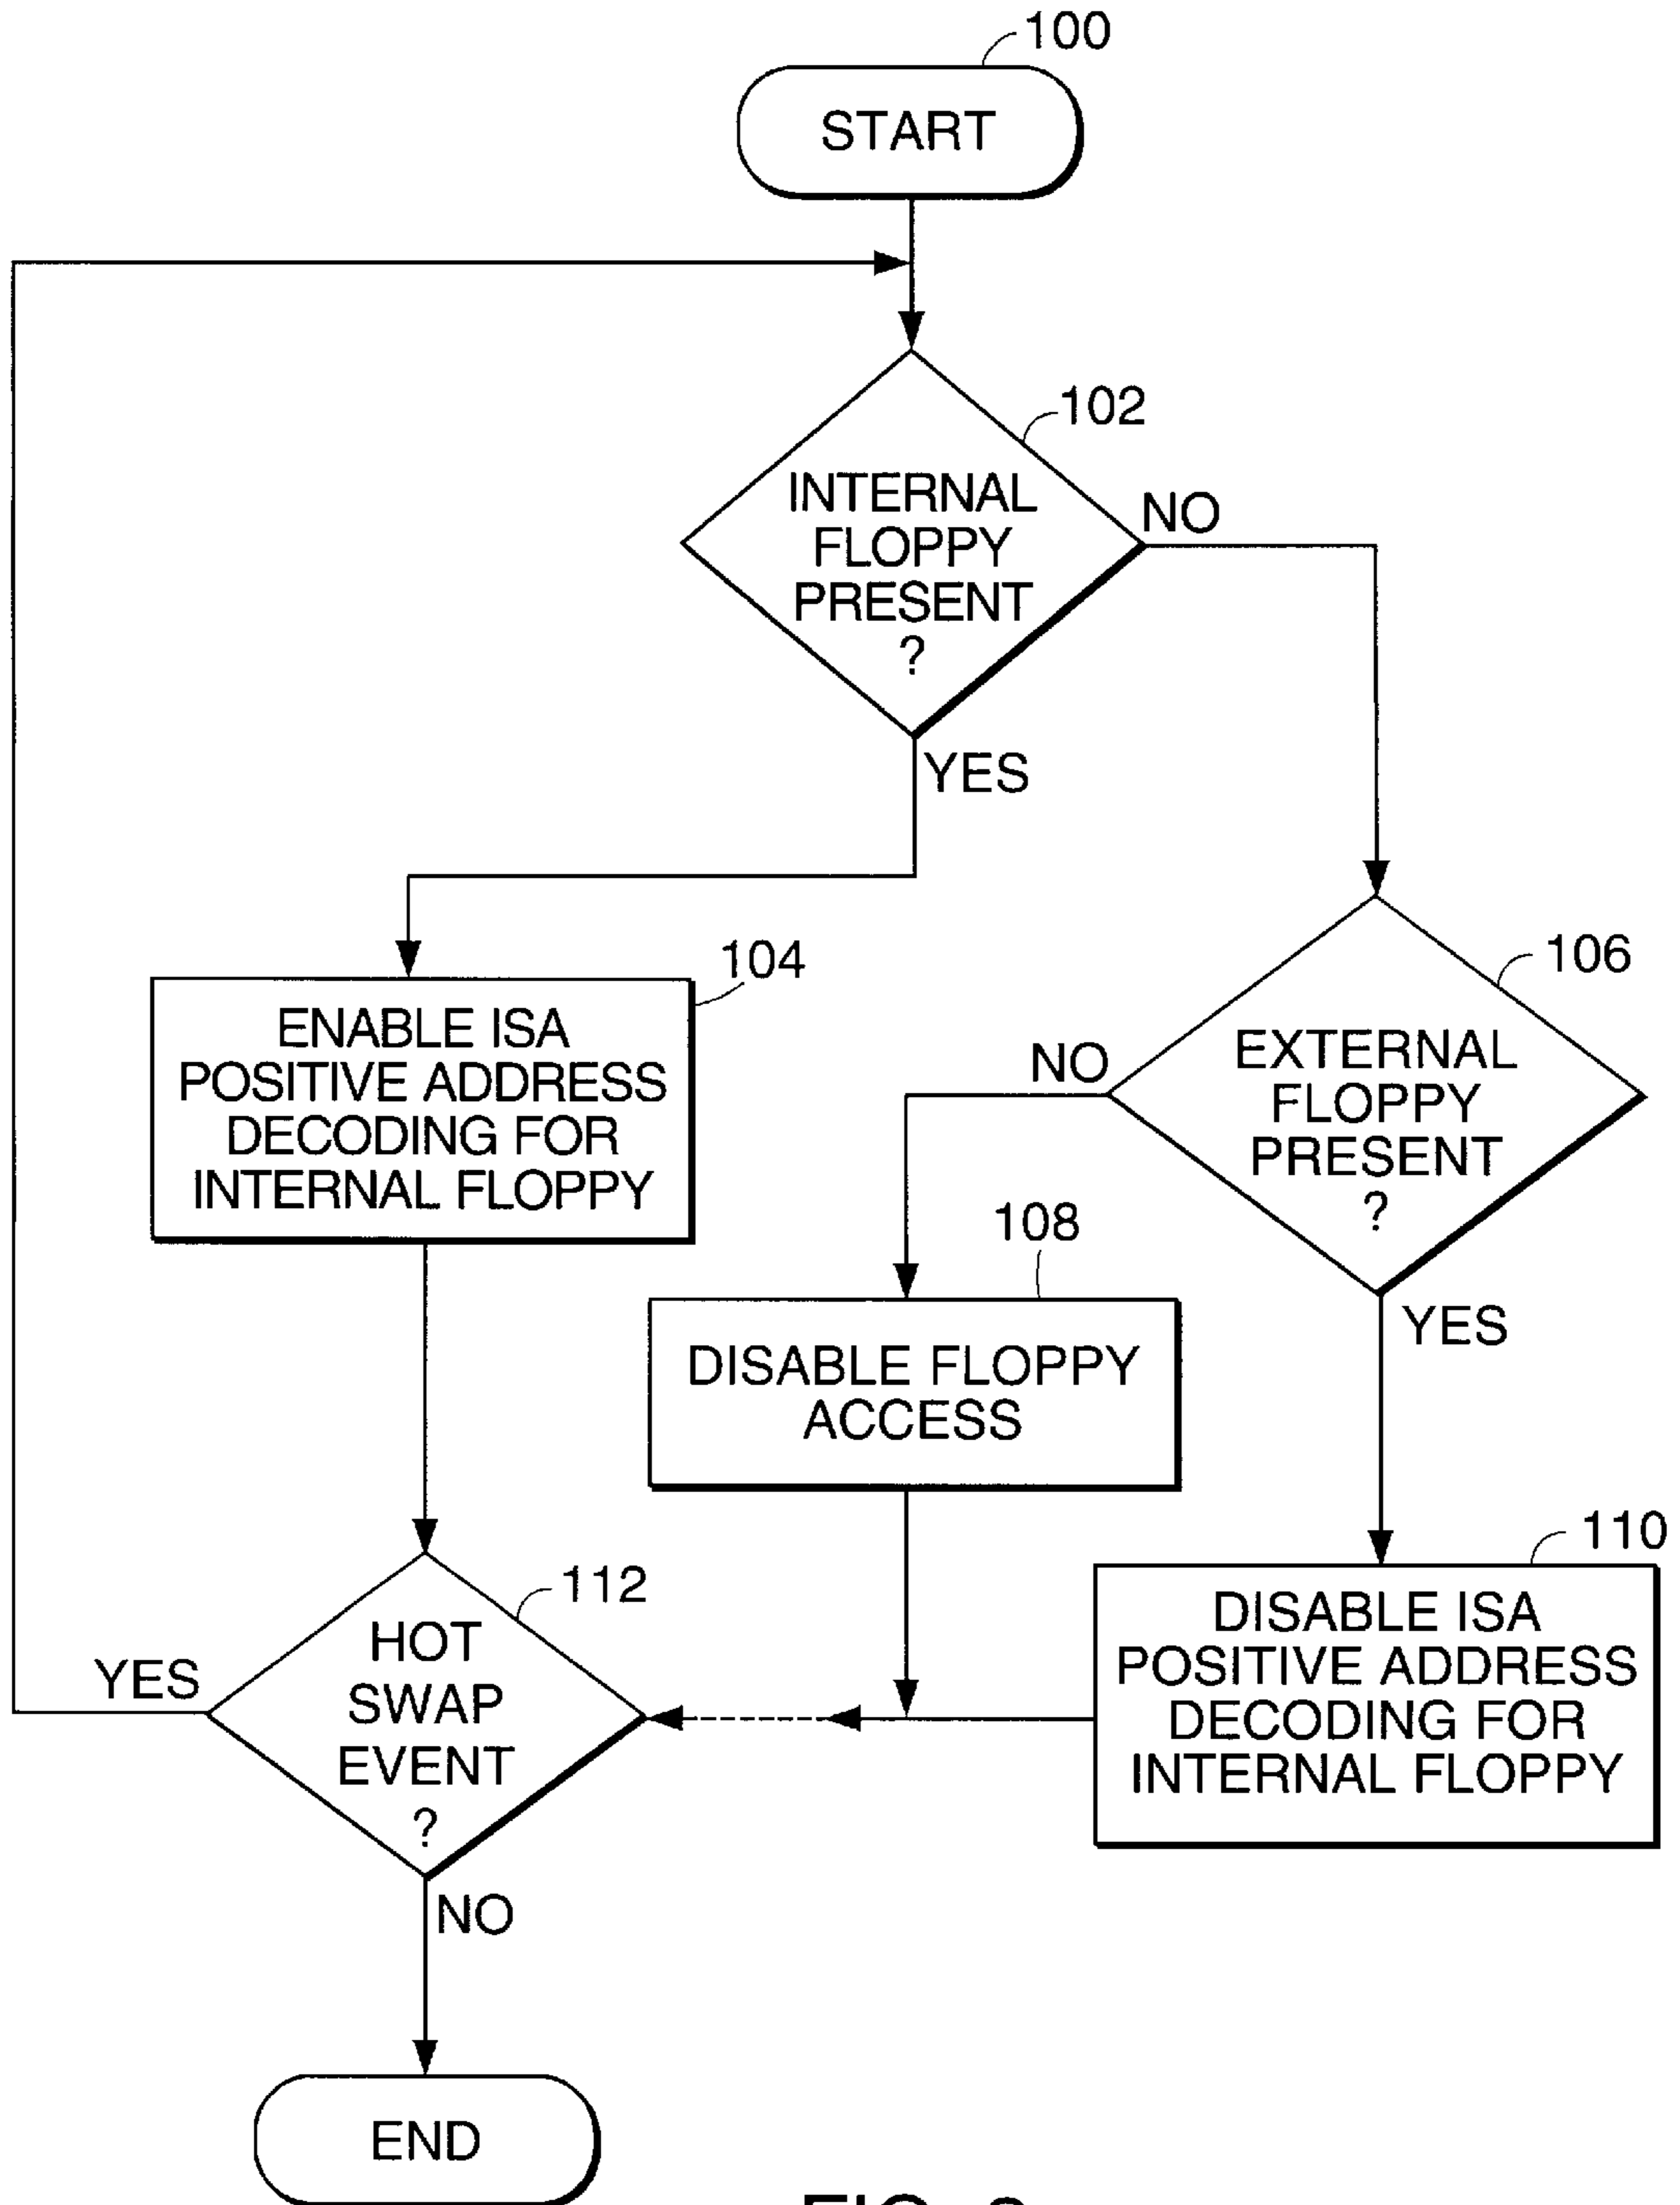 100
START
102
INTERNAL
FLOPPY
PRESENT
?
NO
YES
104
ENABLE ISA
POSITIVE ADDRESS
DECODING FOR
INTERNAL FLOPPY
106
EXTERNAL
FLOPPY
PRESENT
?
NO
YES
108
DISABLE FLOPPY
ACCESS
110
DISABLE ISA
POSITIVE ADDRESS
DECODING FOR
INTERNAL FLOPPY
112
HOT
SWAP
EVENT
?
YES
NO
END
FIG.